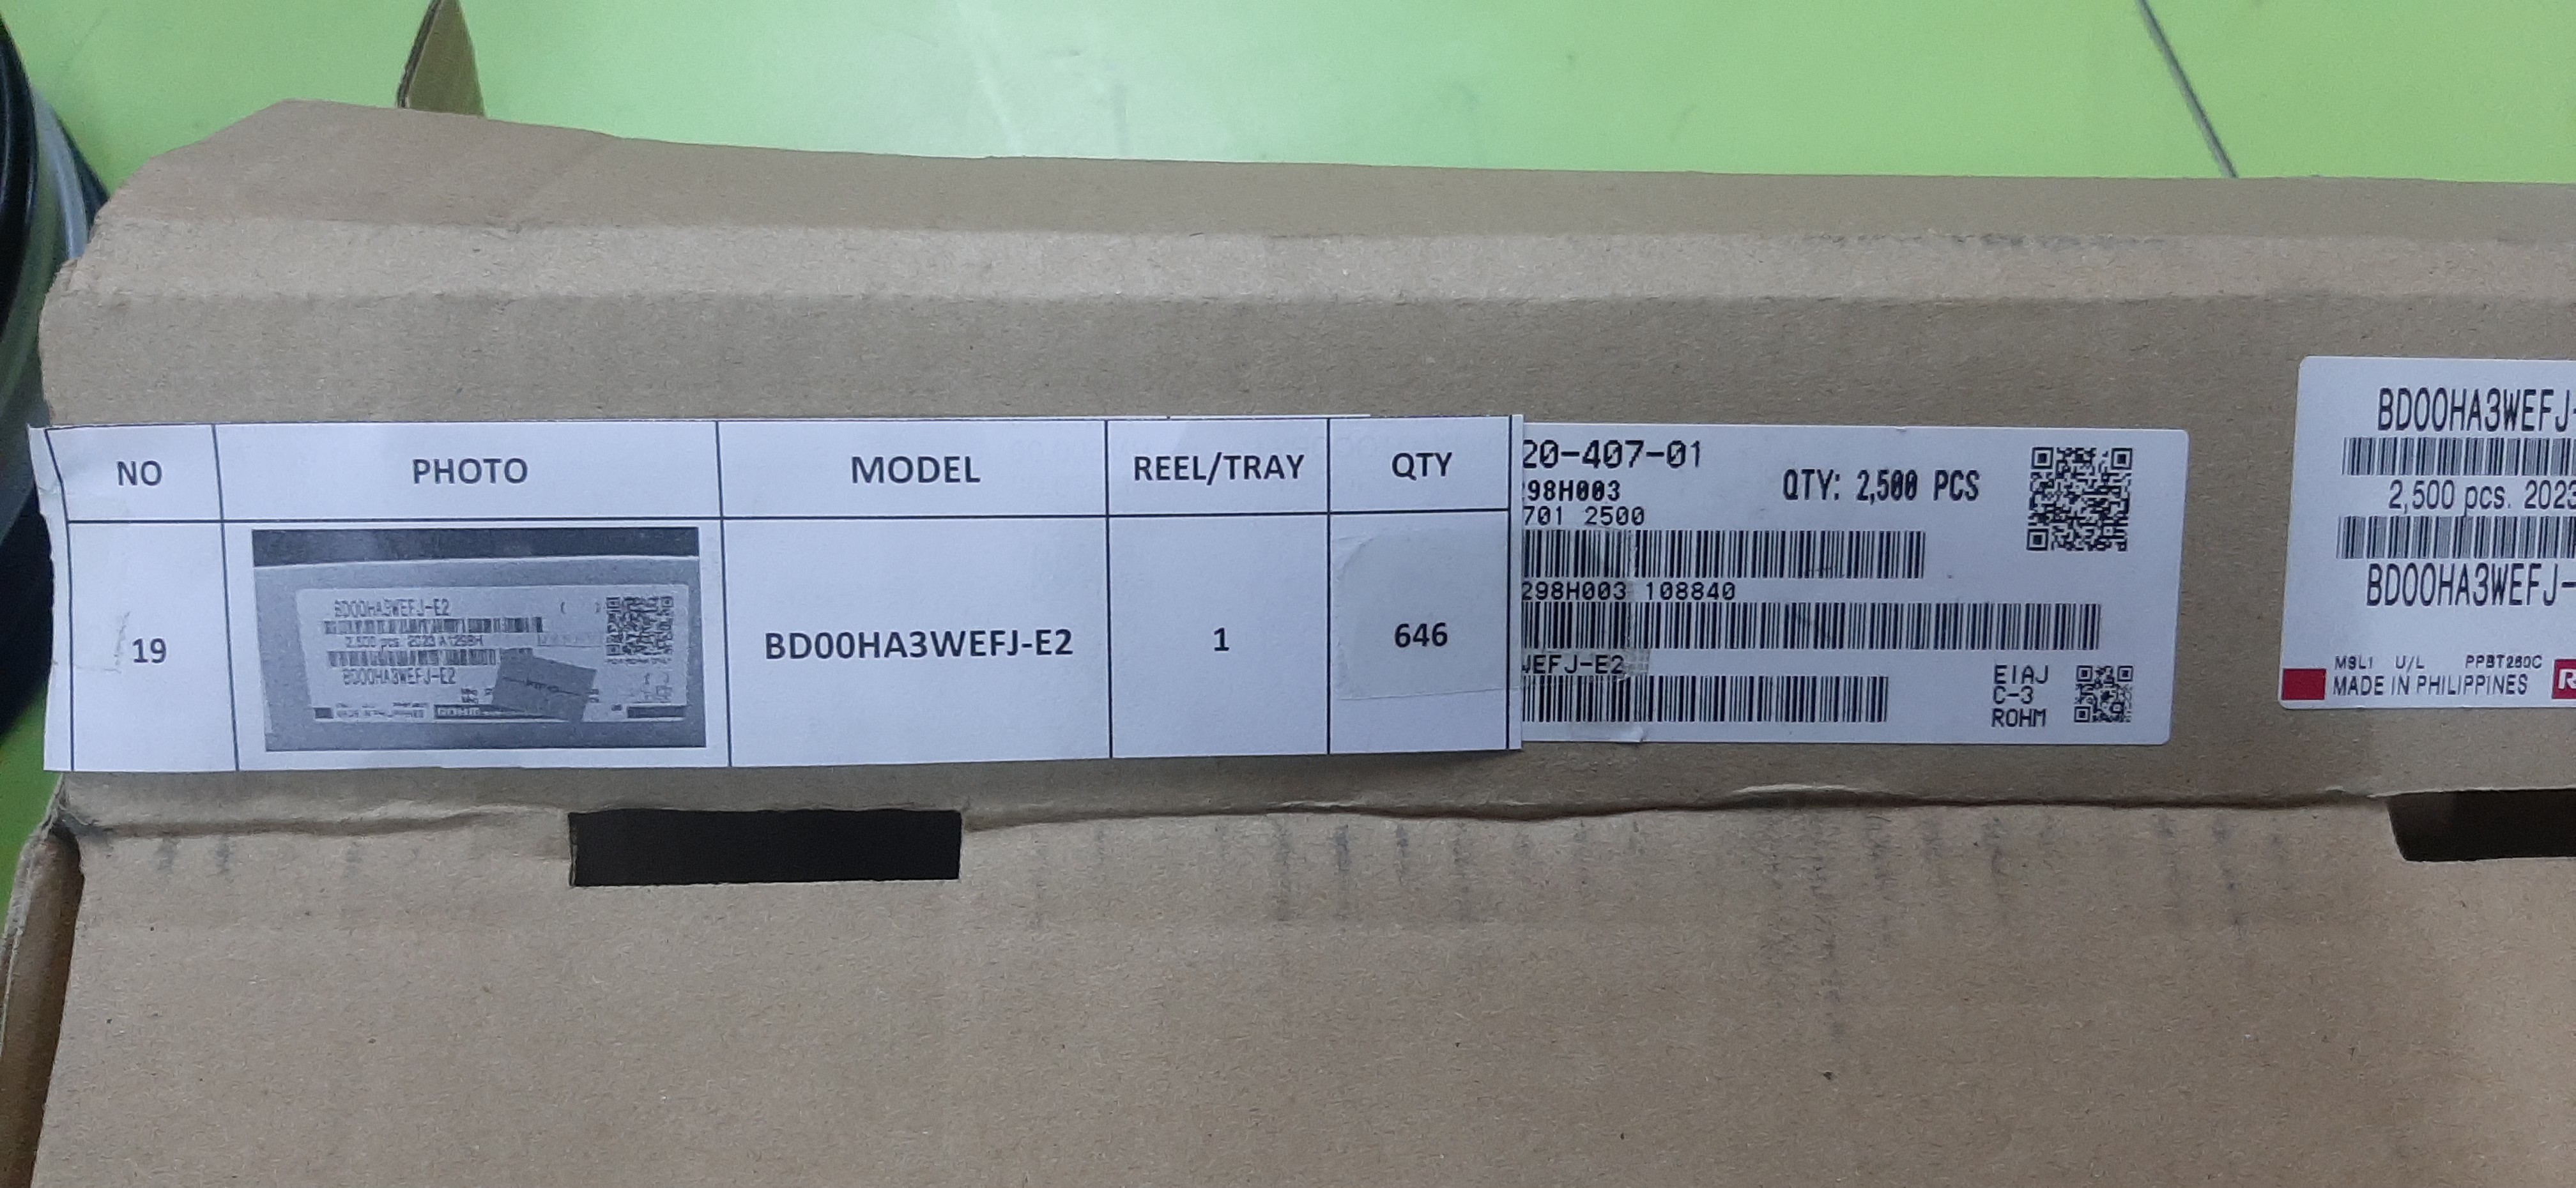 NO PHOTO MODEL REEL/TRAY QTY
19 BD00HA3WEFJ-E2 1 646
BD00HA3WEFJ-E2
2,500 pcs. 2023
BD00HA3WEFJ-E2
20-407-01
QTY: 2,500 PCS
298H003
701 2500
298H003 108840
WEFJ-E2
EIAJ
C-3
ROHM
BD00HA3WEFJ-
2,500 pcs. 2023
BD00HA3WEFJ-
MSL1 U/L PPBT260C
MADE IN PHILIPPINES
R